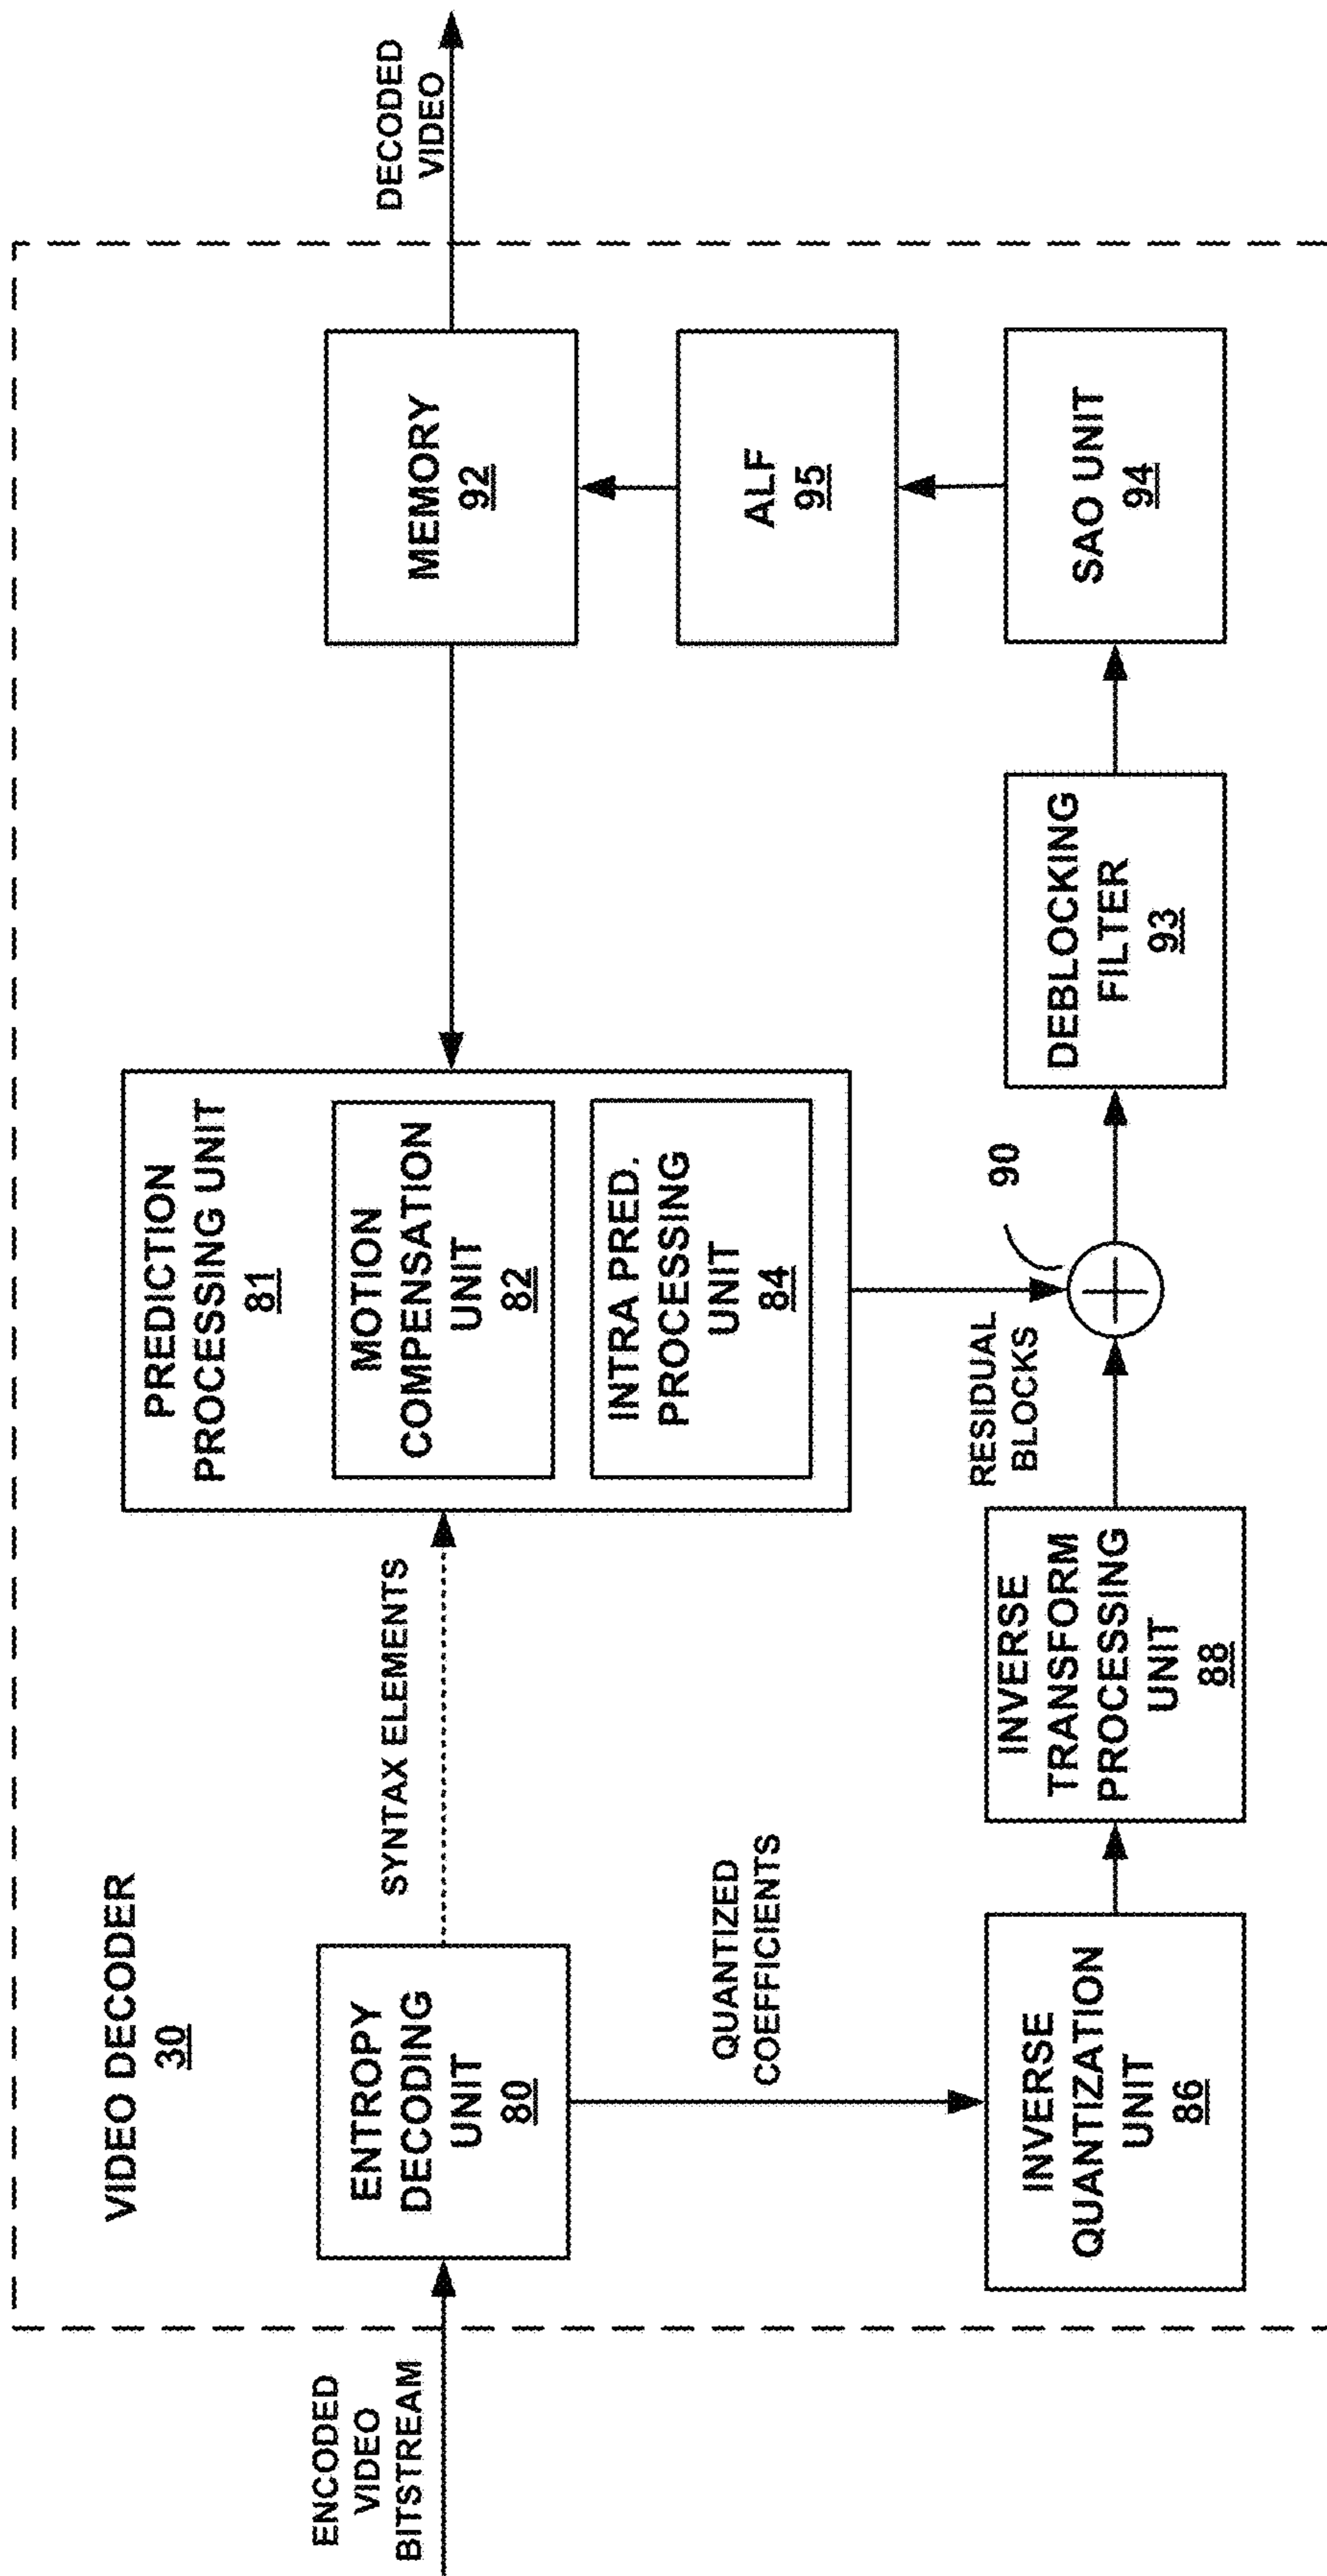 VIDEO DECODER
30
ENCODED
VIDEO
BITSTREAM
ENTROPY
DECODING
UNIT
80
SYNTAX ELEMENTS
PREDICTION
PROCESSING UNIT
81
MOTION
COMPENSATION
UNIT
82
INTRA PRED.
PROCESSING
UNIT
84
MEMORY
92
DECODED
VIDEO
QUANTIZED
COEFFICIENTS
INVERSE
QUANTIZATION
UNIT
86
INVERSE
TRANSFORM
PROCESSING
UNIT
88
RESIDUAL
BLOCKS
90
DEBLOCKING
FILTER
93
SAO UNIT
94
ALF
95